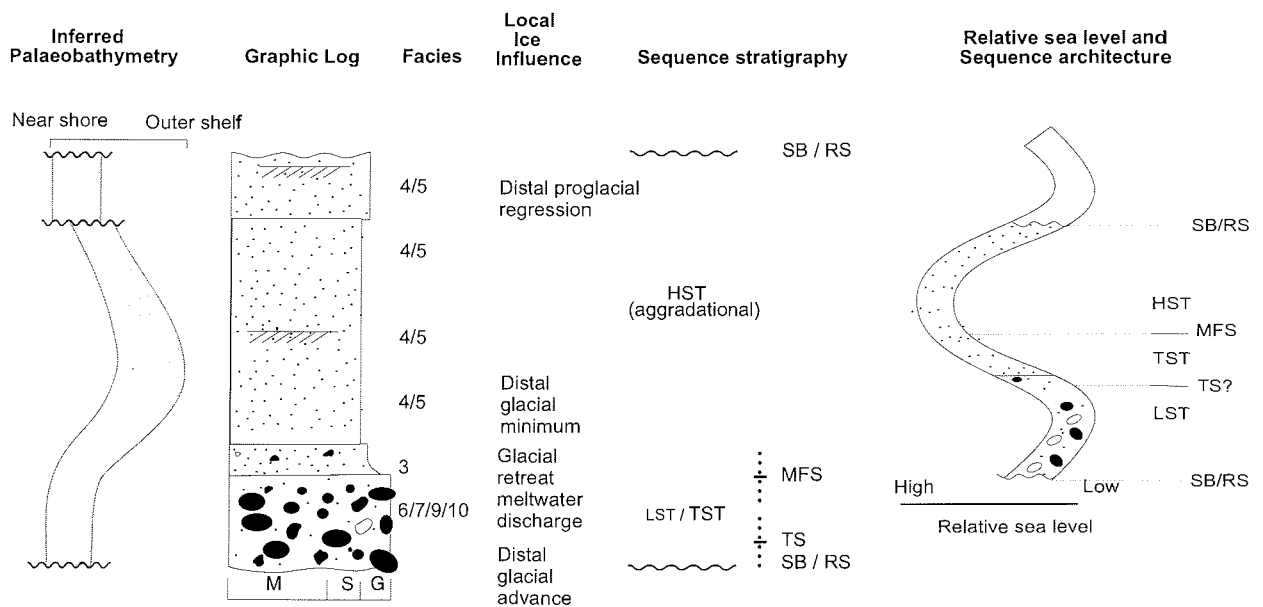 Inferred
Palaeobathymetry
Graphic Log
Facies
Local
Ice
Influence
Sequence stratigraphy
Relative sea level and
Sequence architecture
Near shore
Outer shelf
4/5
4/5
4/5
4/5
3
6/7/9/10
M
S
G
Distal proglacial
regression
Distal
glacial
minimum
Glacial
retreat
meltwater
discharge
Distal
glacial
advance
SB / RS
HST
(aggradational)
MFS
LST / TST
TS
SB / RS
SB/RS
HST
MFS
TST
TS?
LST
SB/RS
High
Low
Relative sea level